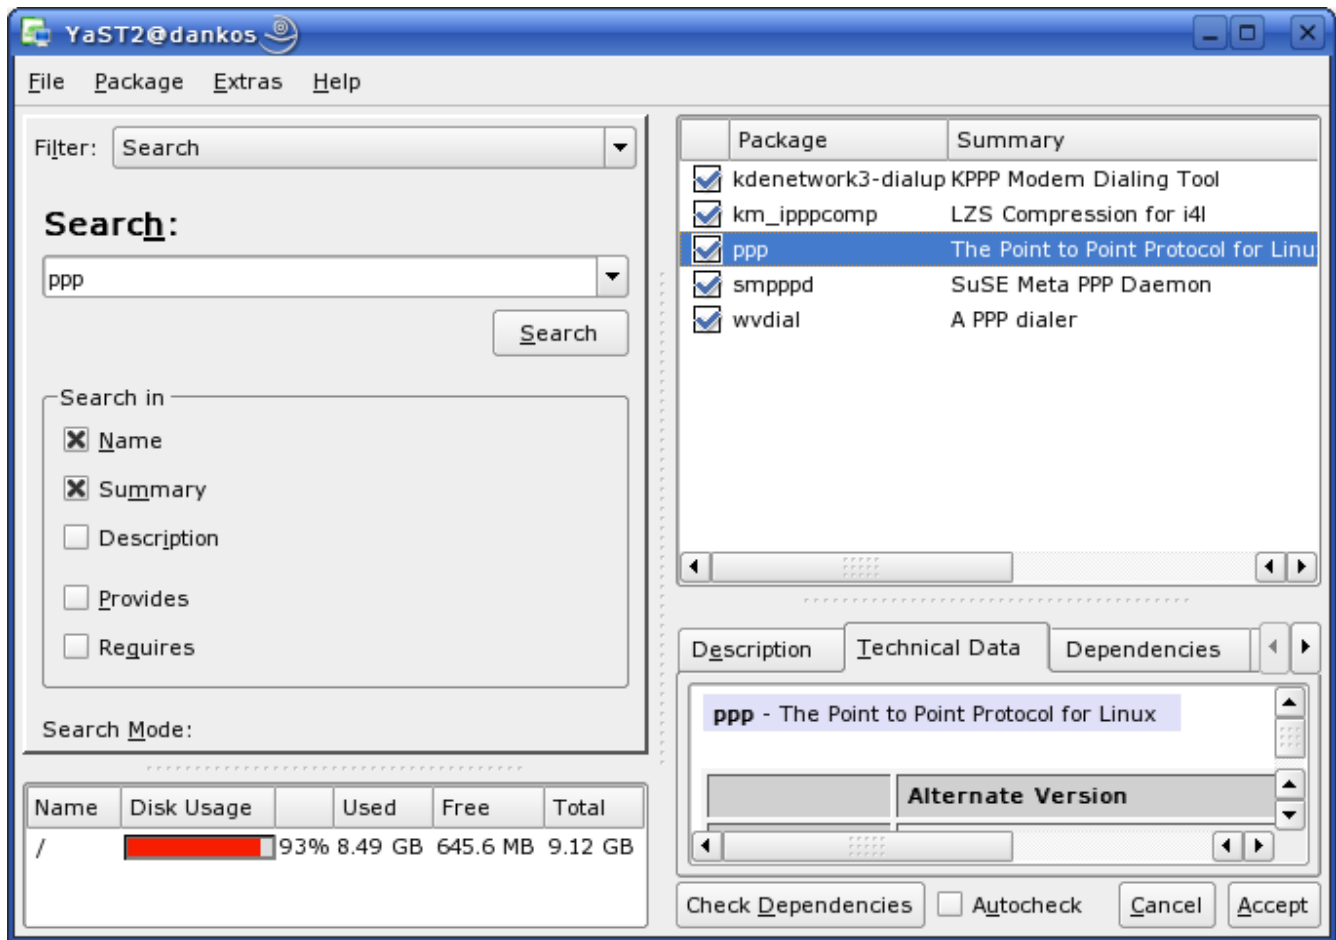 YaST2@dankos
File Package Extras Help
Filter: Search
Search:
ppp
Search
Search in
Name
Summary
Description
Provides
Requires
Search Mode:
Name Disk Usage Used Free Total
/ 93% 8.49 GB 645.6 MB 9.12 GB
Package Summary
kdenetwork3-dialup KPPP Modem Dialing Tool
km_ipppcomp LZS Compression for i4l
ppp The Point to Point Protocol for Linu
smpppd SuSE Meta PPP Daemon
wvdial A PPP dialer
Description Technical Data Dependencies
ppp - The Point to Point Protocol for Linux
Alternate Version
Check Dependencies Autocheck Cancel Accept